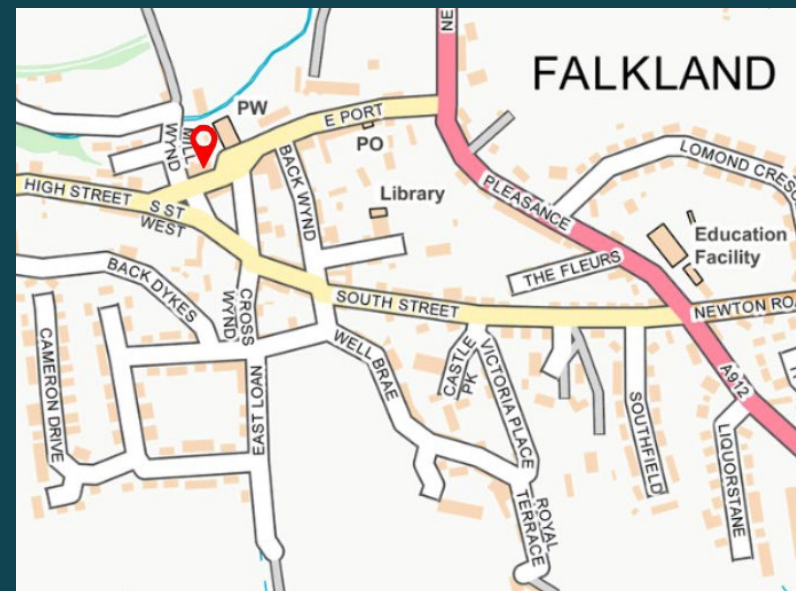 NE
FALKLAND
PW
E PORT
PO
MILL
WYND
BACK WYND
LOMOND CRESC
PLEASANCE
HIGH STREET
S ST
WEST
Library
Education
Facility
THE FLEURS
BACK DYKES
CROSS
WYND
SOUTH STREET
NEWTON ROA
CAMERON DRIVE
WELL BRAE
CASTLE
PK
VICTORIA PLACE
A912
EAST LOAN
SOUTHFIELD
LIQUORSTANE
ROYAL
TERRACE